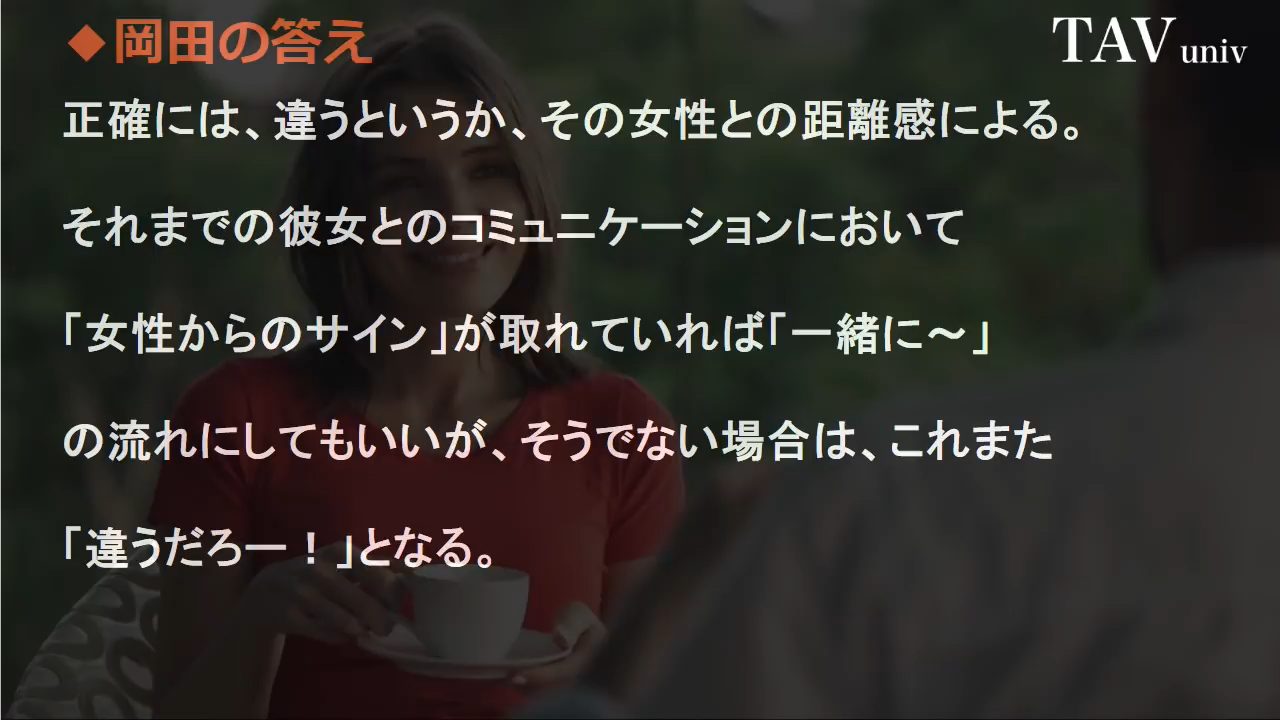 ◆岡田の答え
TAV univ
正確には、違うというか、その女性との距離感による。
それまでの彼女とのコミュニケーションにおいて
「女性からのサイン」が取れていれば「一緒に～」
の流れにしてもいいが、そうでない場合は、これまた
「違うだろー！」となる。